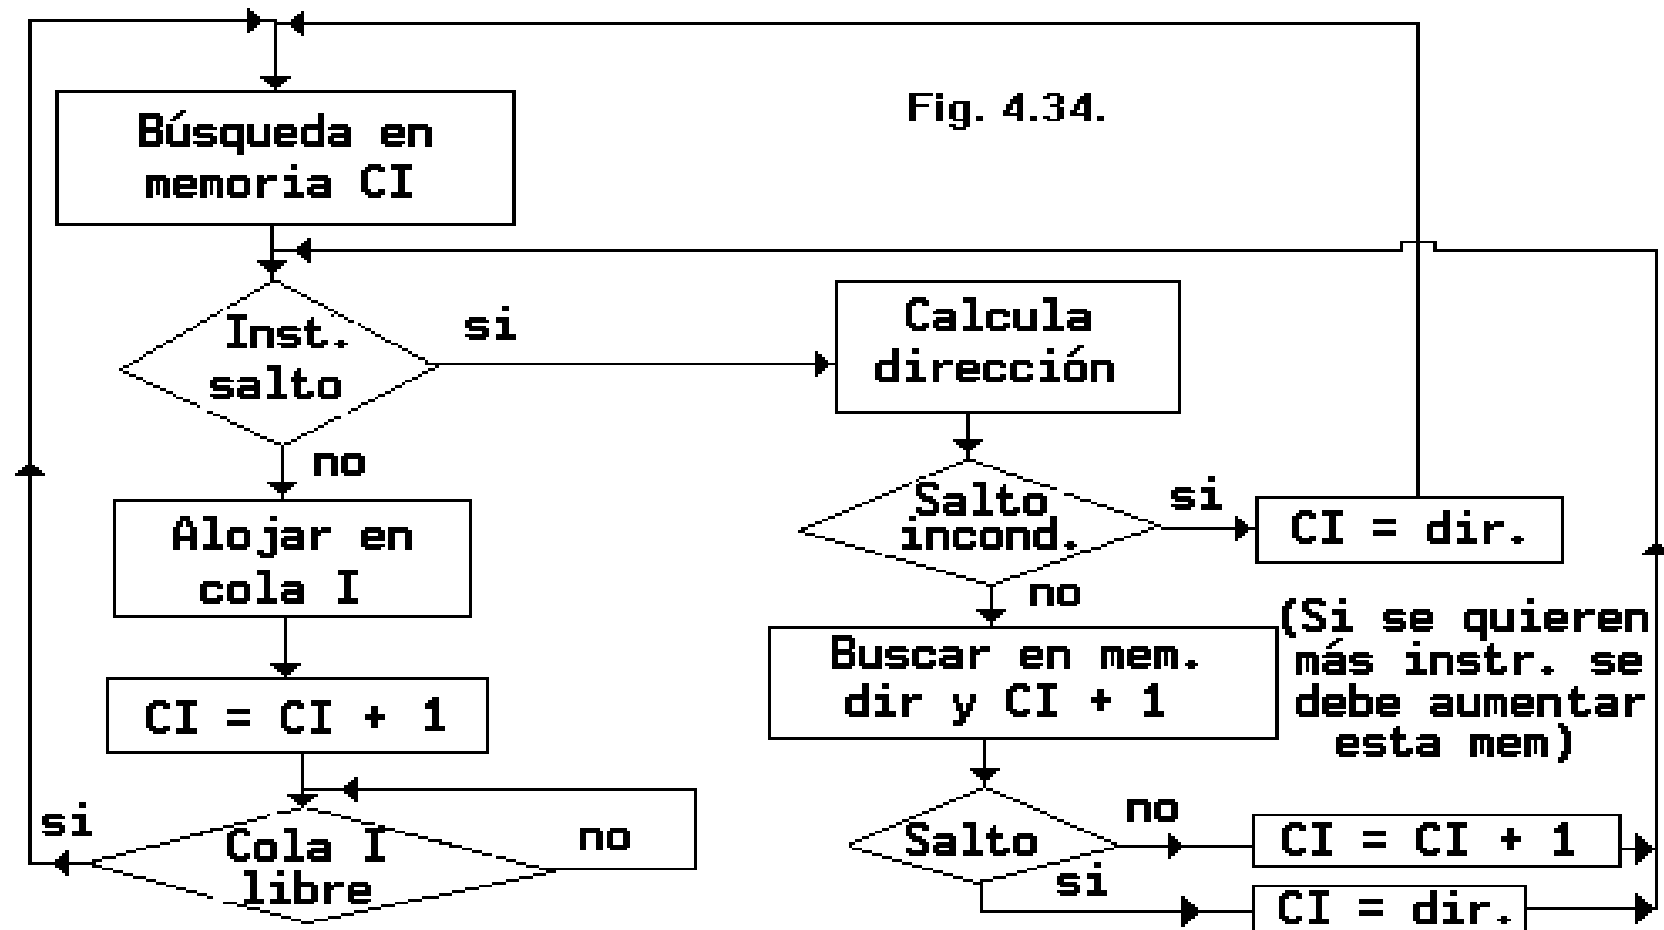 Fig. 4.34.
Búsqueda en
memoria CI
Inst.
salto
si
no
Alojar en
cola I
CI = CI + 1
Cola I
libre
si
no
Calcula
dirección
Salto
incond.
si
CI = dir.
no
Buscar en mem.
dir y CI + 1
(Si se quieren
más instr. se
debe aumentar
esta mem)
Salto
no
CI = CI + 1
si
CI = dir.